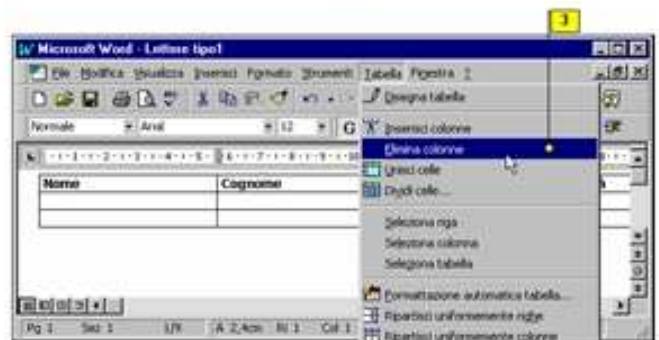 3
Microsoft Word - Lettere tipo1
File Modifica Visualizza Inserisci Formato Strumenti Tabella Finestra ?
Disegna tabella
Normale Arial 12 G
Inserisci colonne
Elimina colonne
Unisci celle
Dividi celle...
Nome Cognome
Seleziona riga
Seleziona colonna
Seleziona tabella
Formattazione automatica tabella...
Ripartisci uniformemente righe
Ripartisci uniformemente colonne
Pg 1 Sez 1 1/1 A 2,4cm Ri 1 Col 1